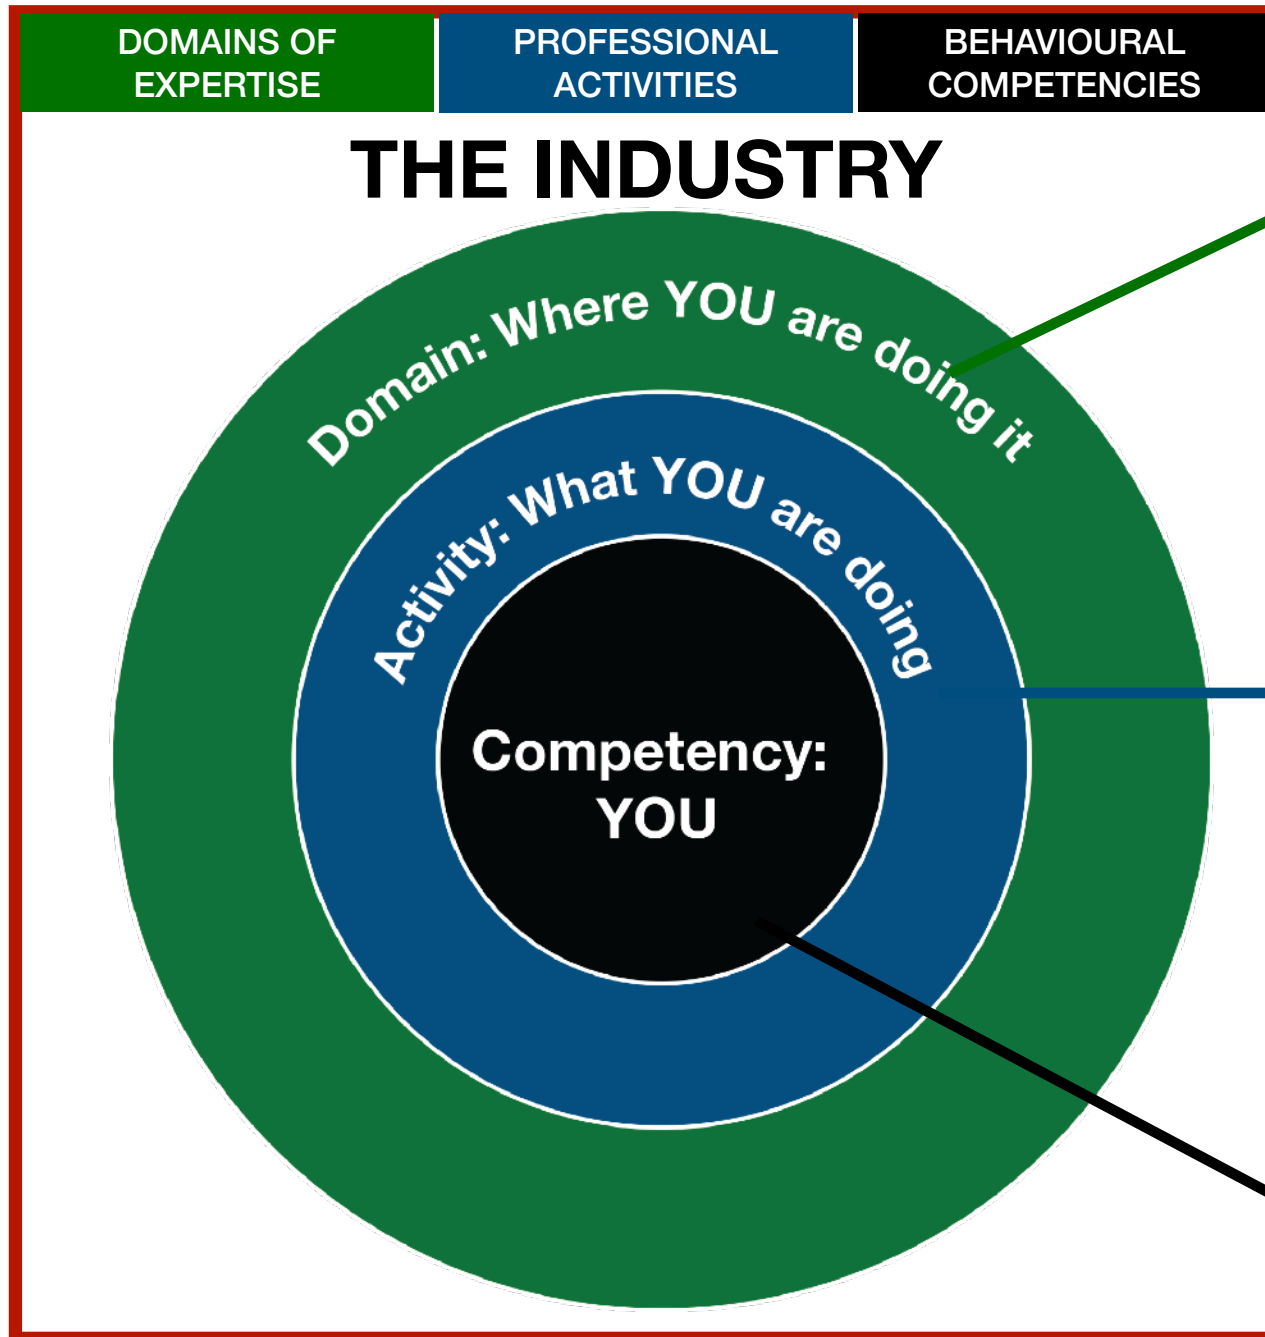 DOMAINS OF
EXPERTISE
PROFESSIONAL
ACTIVITIES
BEHAVIOURAL
COMPETENCIES
THE INDUSTRY
Domain: Where YOU are doing it
Activity: What YOU are doing
Competency:
YOU